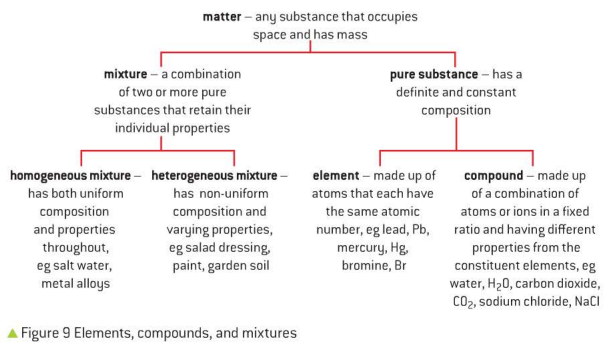 matter – any substance that occupies
space and has mass
mixture – a combination
of two or more pure
substances that retain their
individual properties
pure substance – has a
definite and constant
composition
homogeneous mixture –
has both uniform
composition
and properties
throughout,
eg salt water,
metal alloys
heterogeneous mixture –
has non-uniform
composition and
varying properties,
eg salad dressing,
paint, garden soil
element – made up of
atoms that each have
the same atomic
number, eg lead, Pb,
mercury, Hg,
bromine, Br
compound – made up
of a combination of
atoms or ions in a fixed
ratio and having different
properties from the
constituent elements, eg
water, H₂O, carbon dioxide,
CO₂, sodium chloride, NaCl
▲ Figure 9 Elements, compounds, and mixtures